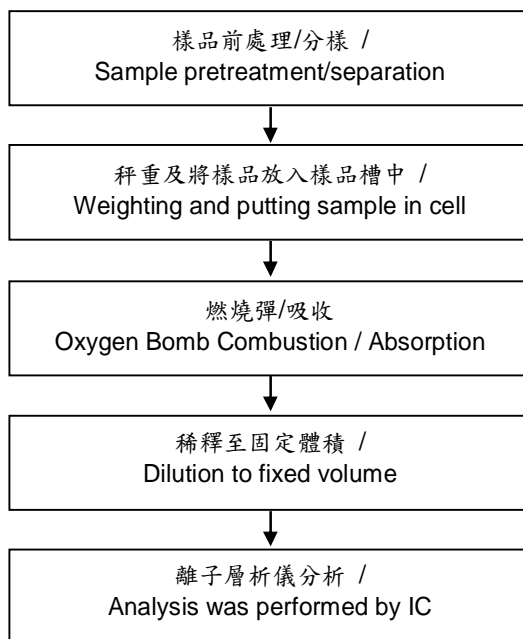 樣品前處理/分樣 /
Sample pretreatment/separation
秤重及將樣品放入樣品槽中 /
Weighting and putting sample in cell
燃燒彈/吸收
Oxygen Bomb Combustion / Absorption
稀釋至固定體積 /
Dilution to fixed volume
離子層析儀分析 /
Analysis was performed by IC